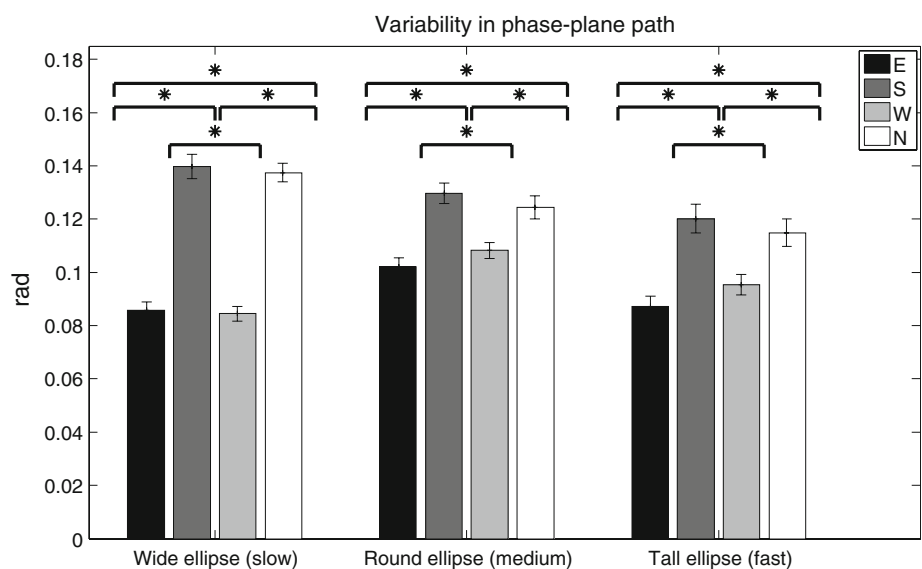 Variability in phase-plane path
0.18
0.16
0.14
0.12
0.1
0.08
0.06
0.04
0.02
0
rad
* * *
* * * * * *
* * *
E
S
W
N
Wide ellipse (slow) Round ellipse (medium) Tall ellipse (fast)